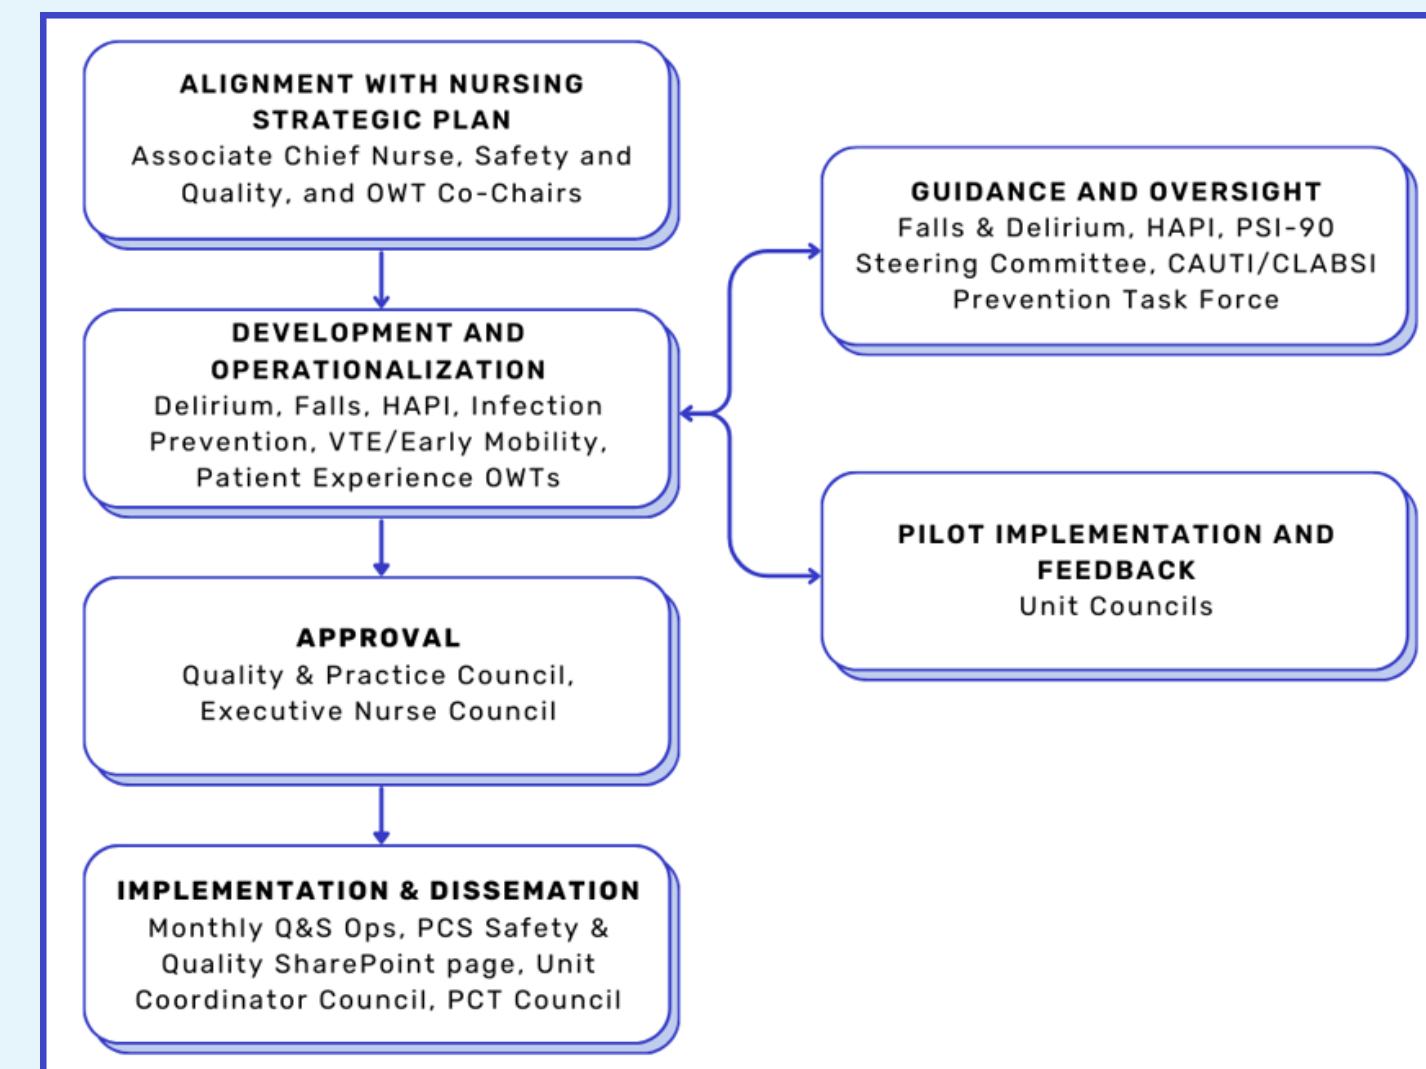 ALIGNMENT WITH NURSING
STRATEGIC PLAN
Associate Chief Nurse, Safety and
Quality, and OWT Co-Chairs
DEVELOPMENT AND
OPERATIONALIZATION
Delirium, Falls, HAPI, Infection
Prevention, VTE/Early Mobility,
Patient Experience OWTs
APPROVAL
Quality & Practice Council,
Executive Nurse Council
IMPLEMENTATION & DISSEMATION
Monthly Q&S Ops, PCS Safety &
Quality SharePoint page, Unit
Coordinator Council, PCT Council
GUIDANCE AND OVERSIGHT
Falls & Delirium, HAPI, PSI-90
Steering Committee, CAUTI/CLABSI
Prevention Task Force
PILOT IMPLEMENTATION AND
FEEDBACK
Unit Councils